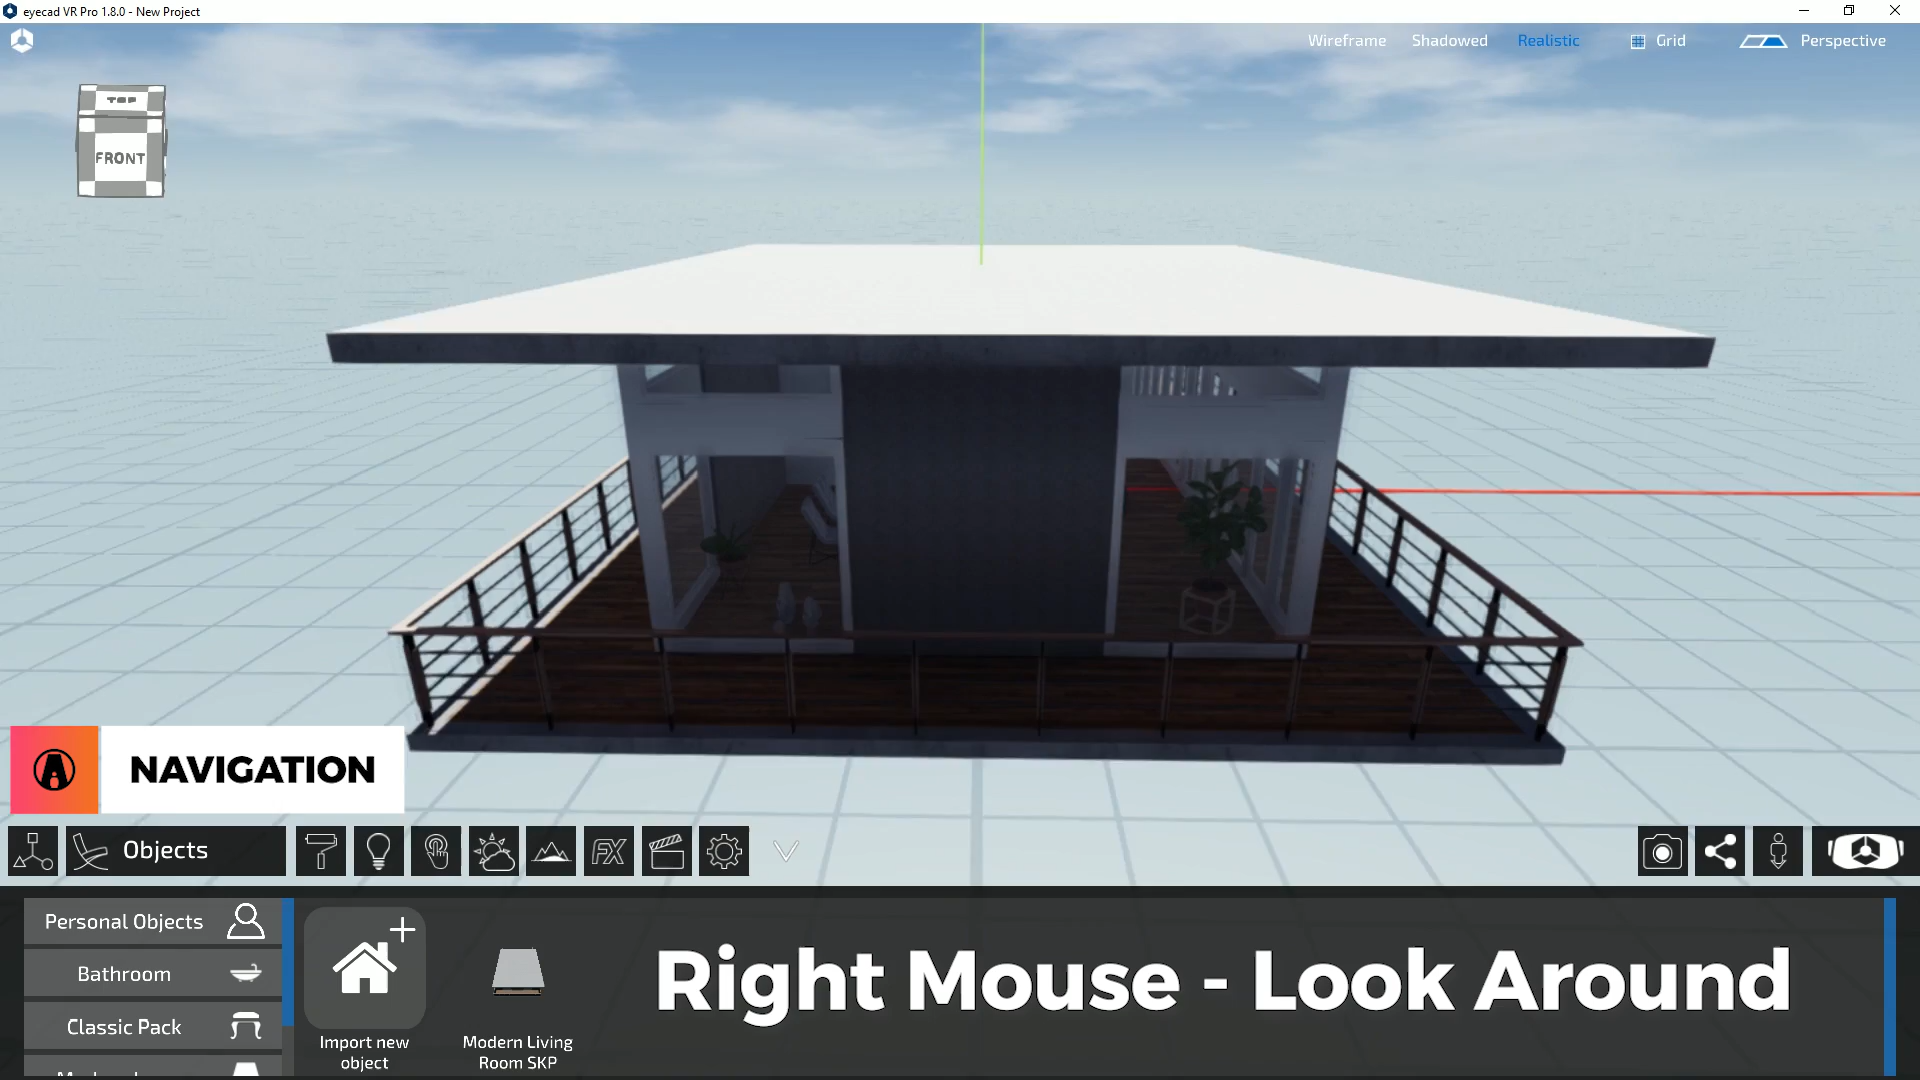 eyecad VR Pro 1.8.0 - New Project
Wireframe
Shadowed
Realistic
Grid
Perspective
TOP
FRONT
NAVIGATION
Objects
FX
Personal Objects
Bathroom
Classic Pack
Import new
object
Modern Living
Room SKP
Right Mouse - Look Around